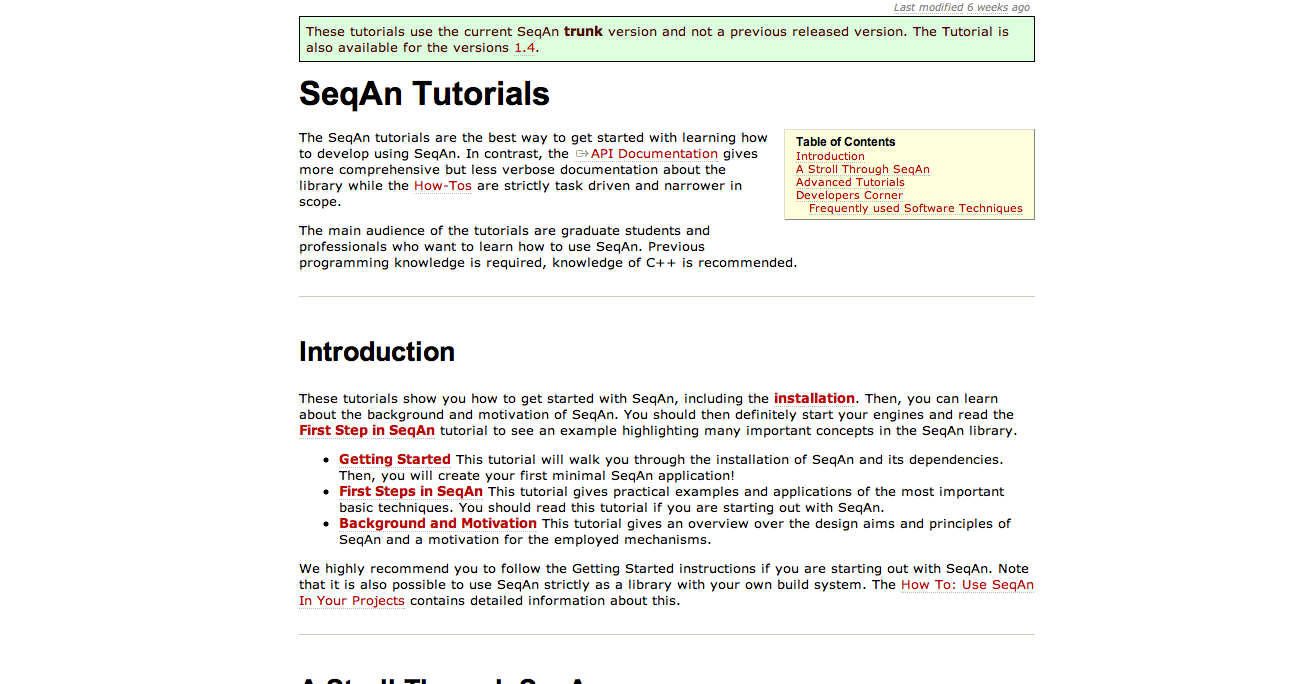 Last modified 6 weeks ago
These tutorials use the current SeqAn trunk version and not a previous released version. The Tutorial is
also available for the versions 1.4.
SeqAn Tutorials
The SeqAn tutorials are the best way to get started with learning how
to develop using SeqAn. In contrast, the API Documentation gives
more comprehensive but less verbose documentation about the
library while the How-Tos are strictly task driven and narrower in
scope.
Table of Contents
Introduction
A Stroll Through SeqAn
Advanced Tutorials
Developers Corner
Frequently used Software Techniques
The main audience of the tutorials are graduate students and
professionals who want to learn how to use SeqAn. Previous
programming knowledge is required, knowledge of C++ is recommended.
Introduction
These tutorials show you how to get started with SeqAn, including the installation. Then, you can learn
about the background and motivation of SeqAn. You should then definitely start your engines and read the
First Step in SeqAn tutorial to see an example highlighting many important concepts in the SeqAn library.
• Getting Started This tutorial will walk you through the installation of SeqAn and its dependencies.
Then, you will create your first minimal SeqAn application!
• First Steps in SeqAn This tutorial gives practical examples and applications of the most important
basic techniques. You should read this tutorial if you are starting out with SeqAn.
• Background and Motivation This tutorial gives an overview over the design aims and principles of
SeqAn and a motivation for the employed mechanisms.
We highly recommend you to follow the Getting Started instructions if you are starting out with SeqAn. Note
that it is also possible to use SeqAn strictly as a library with your own build system. The How To: Use SeqAn
In Your Projects contains detailed information about this.
A Stroll Through SeqAn